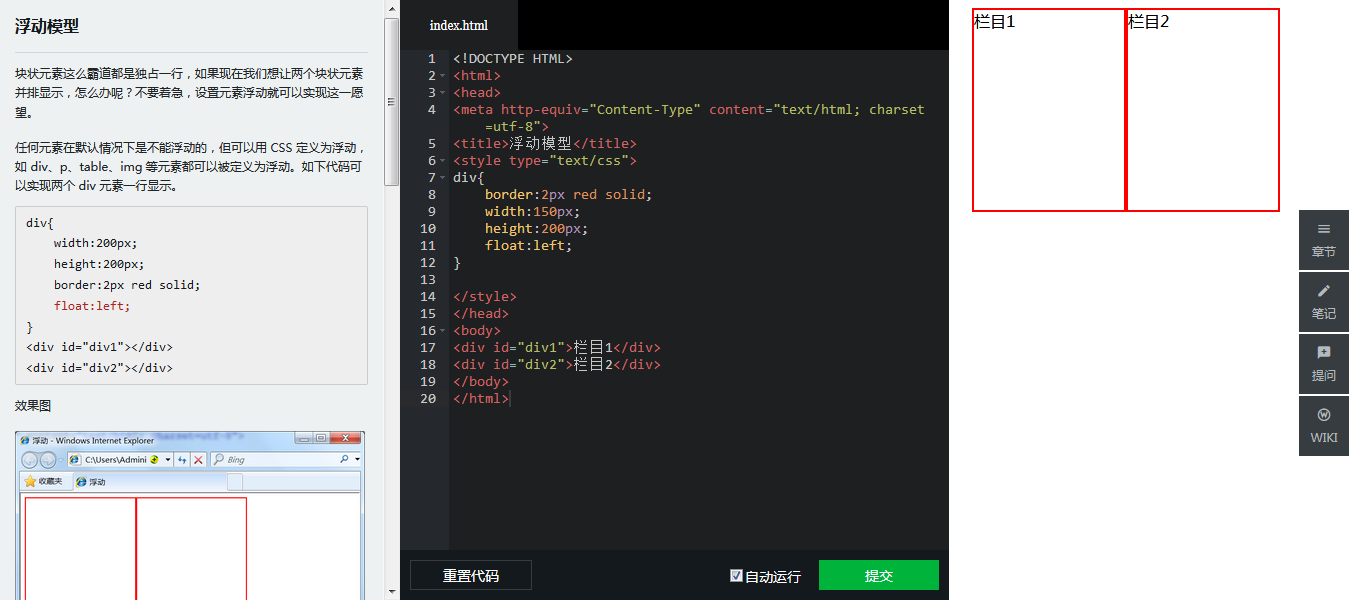 浮动模型
块状元素这么霸道都是独占一行，如果现在我们想让两个块状元素
并排显示，怎么办呢？不要着急，设置元素浮动就可以实现这一愿
望。
任何元素在默认情况下是不能浮动的，但可以用 CSS 定义为浮动，
如 div、p、table、img 等元素都可以被定义为浮动。如下代码可
以实现两个 div 元素一行显示。
div{
    width:200px;
    height:200px;
    border:2px red solid;
    float:left;
}
<div id="div1"></div>
<div id="div2"></div>
效果图
浮动 - Windows Internet Explorer
C:\Users\Admini
Bing
收藏夹
浮动
index.html
1 <!DOCTYPE HTML>
2 <html>
3 <head>
4 <meta http-equiv="Content-Type" content="text/html; charset
=utf-8">
5 <title>浮动模型</title>
6 <style type="text/css">
7 div{
8     border:2px red solid;
9     width:150px;
10     height:200px;
11     float:left;
12 }
13
14 </style>
15 </head>
16 <body>
17 <div id="div1">栏目1</div>
18 <div id="div2">栏目2</div>
19 </body>
20 </html>
重置代码
自动运行
提交
栏目1
栏目2
章节
笔记
提问
WIKI